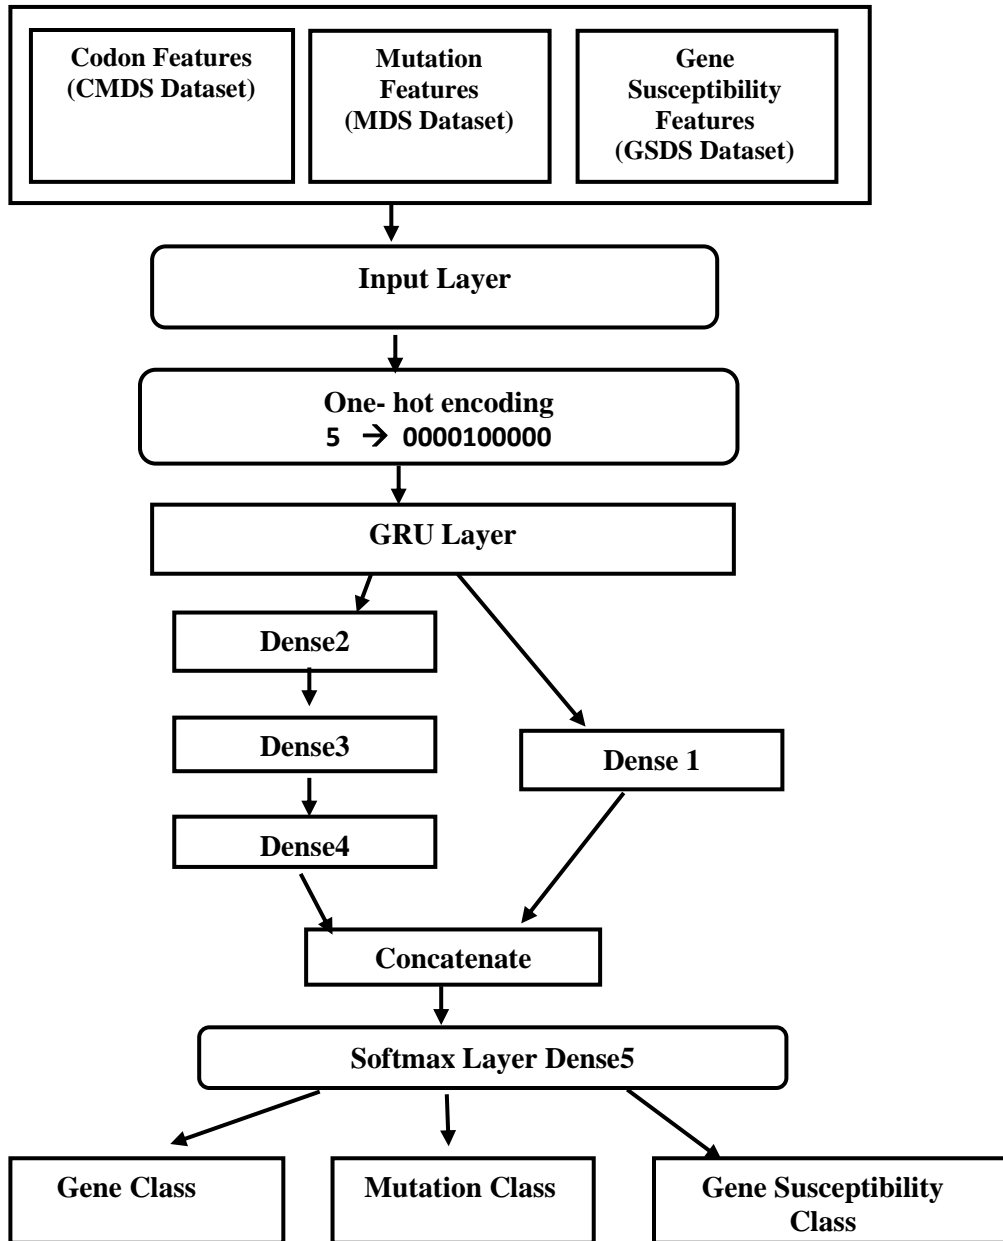 Codon Features
(CMDS Dataset)
Mutation
Features
(MDS Dataset)
Gene
Susceptibility
Features
(GSDS Dataset)
Input Layer
One- hot encoding
5 → 0000100000
GRU Layer
Dense2
Dense3
Dense 1
Dense4
Concatenate
Softmax Layer Dense5
Gene Class
Mutation Class
Gene Susceptibility
Class